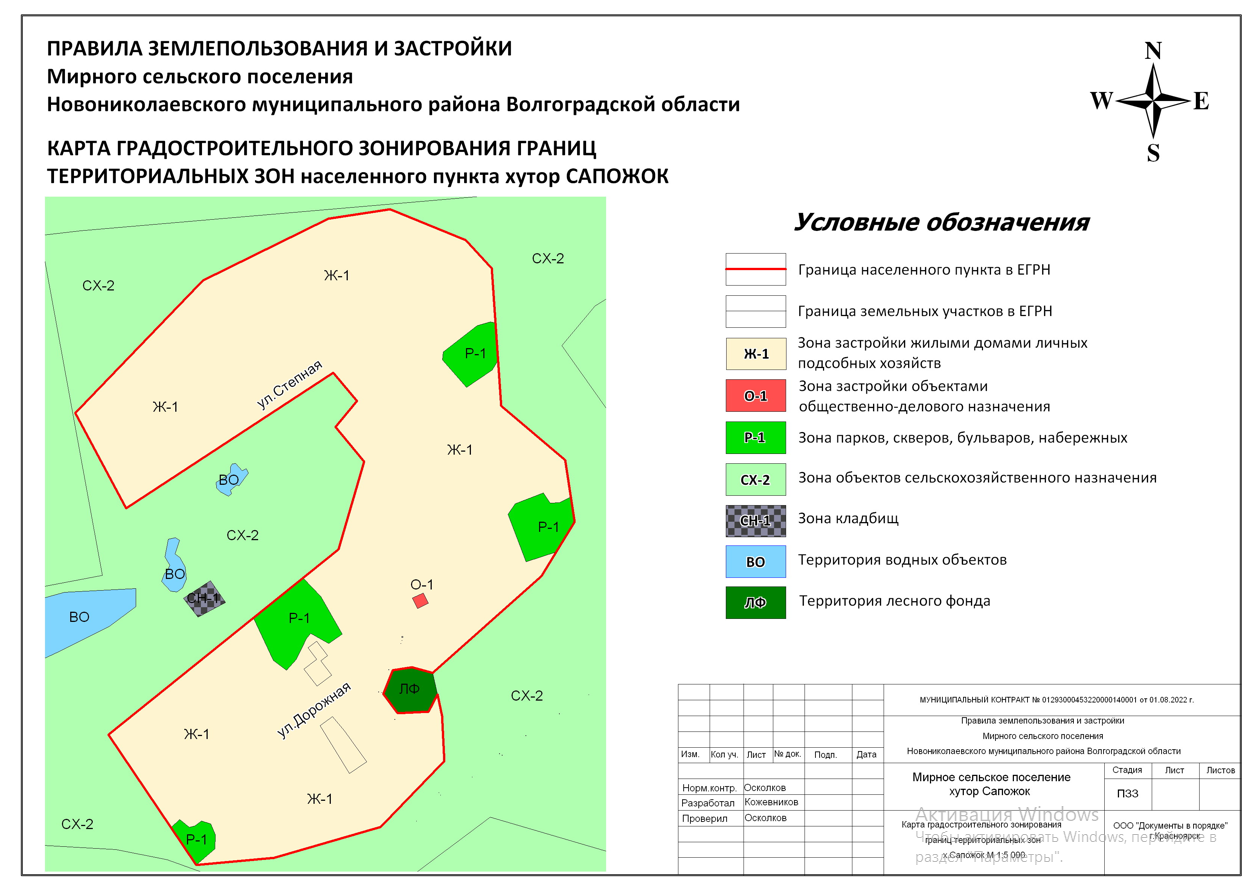 ПРАВИЛА ЗЕМЛЕПОЛЬЗОВАНИЯ И ЗАСТРОЙКИ
Мирного сельского поселения
Новониколаевского муниципального района Волгоградской области
КАРТА ГРАДОСТРОИТЕЛЬНОГО ЗОНИРОВАНИЯ ГРАНИЦ
ТЕРРИТОРИАЛЬНЫХ ЗОН населенного пункта хутор САПОЖОК
N
W
E
S
СХ-2
Ж-1
СХ-2
Р-1
ул.Степная
Ж-1
Ж-1
ВО
Р-1
СХ-2
ВО
О-1
СН-1
ВО
Р-1
ЛФ
СХ-2
ул.Дорожная
Ж-1
Ж-1
СХ-2
Р-1
Условные обозначения
Граница населенного пункта в ЕГРН
Граница земельных участков в ЕГРН
Ж-1
Зона застройки жилыми домами личных
подсобных хозяйств
О-1
Зона застройки объектами
общественно-делового назначения
Р-1
Зона парков, скверов, бульваров, набережных
СХ-2
Зона объектов сельскохозяйственного назначения
СН-1
Зона кладбищ
ВО
Территория водных объектов
ЛФ
Территория лесного фонда
МУНИЦИПАЛЬНЫЙ КОНТРАКТ № 01293000453220000140001 от 01.08.2022 г.
Правила землепользования и застройки
Мирного сельского поселения
Новониколаевского муниципального района Волгоградской области
Изм.
Кол уч.
Лист
№ док.
Подп.
Дата
Мирное сельское поселение
хутор Сапожок
Стадия
Лист
Листов
ПЗЗ
Норм.контр.
Осколков
Разработал
Кожевников
Проверил
Осколков
Карта градостроительного зонирования
границ территориальных зон
х.Сапожок М 1:5 000
ООО "Документы в порядке"
г.Красноярск
Активация Windows
Чтобы активировать Windows, перейдите в
раздел "Параметры".